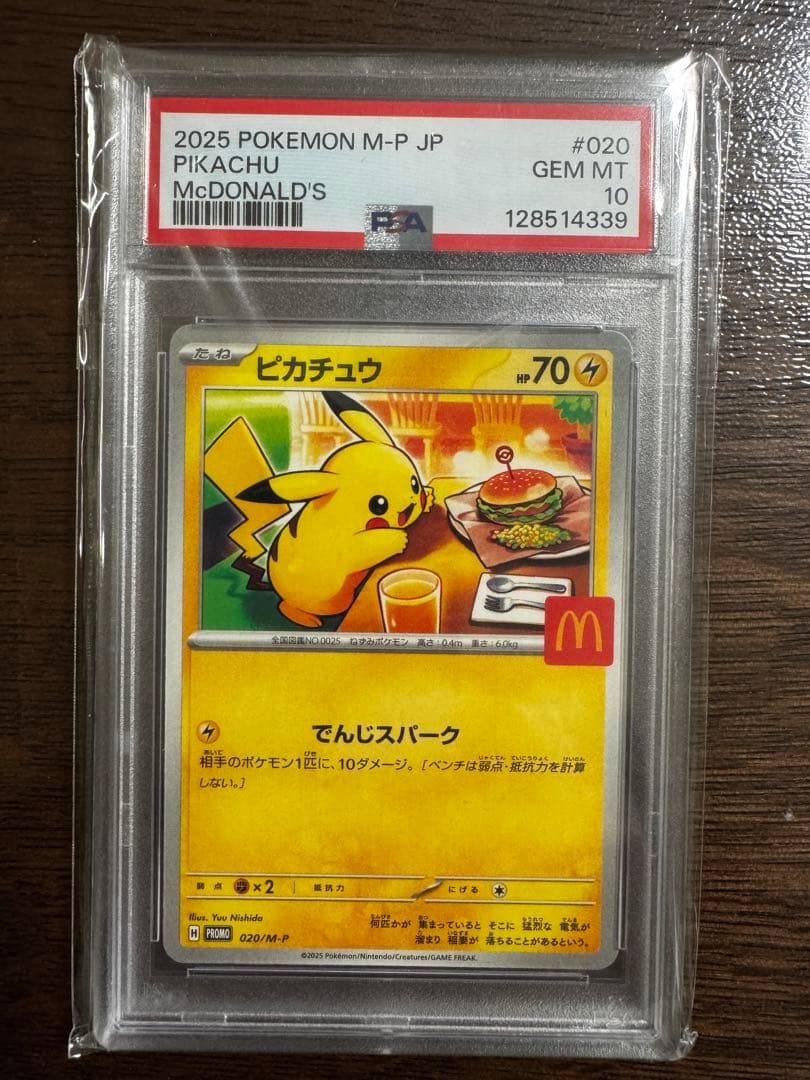 2025 POKEMON M-P JP #020
PIKACHU GEM MT
McDONALD'S 10
PSA 128514339
たね ピカチュウ HP70
全国図鑑NO.0025 ねずみポケモン 高さ:0.4m 重さ:6.0kg
でんじスパーク
相手のポケモン1匹に、10ダメージ。[ベンチは弱点・抵抗力を計算
しない。]
弱点 ×2 抵抗力 にげる
Illus. Yuu Nishida
何匹かが 集まっていると そこに 猛烈な 電気が
溜まり 稲妻が 落ちることがあるという。
H PROMO 020/M-P
©2025 Pokémon/Nintendo/Creatures/GAME FREAK.